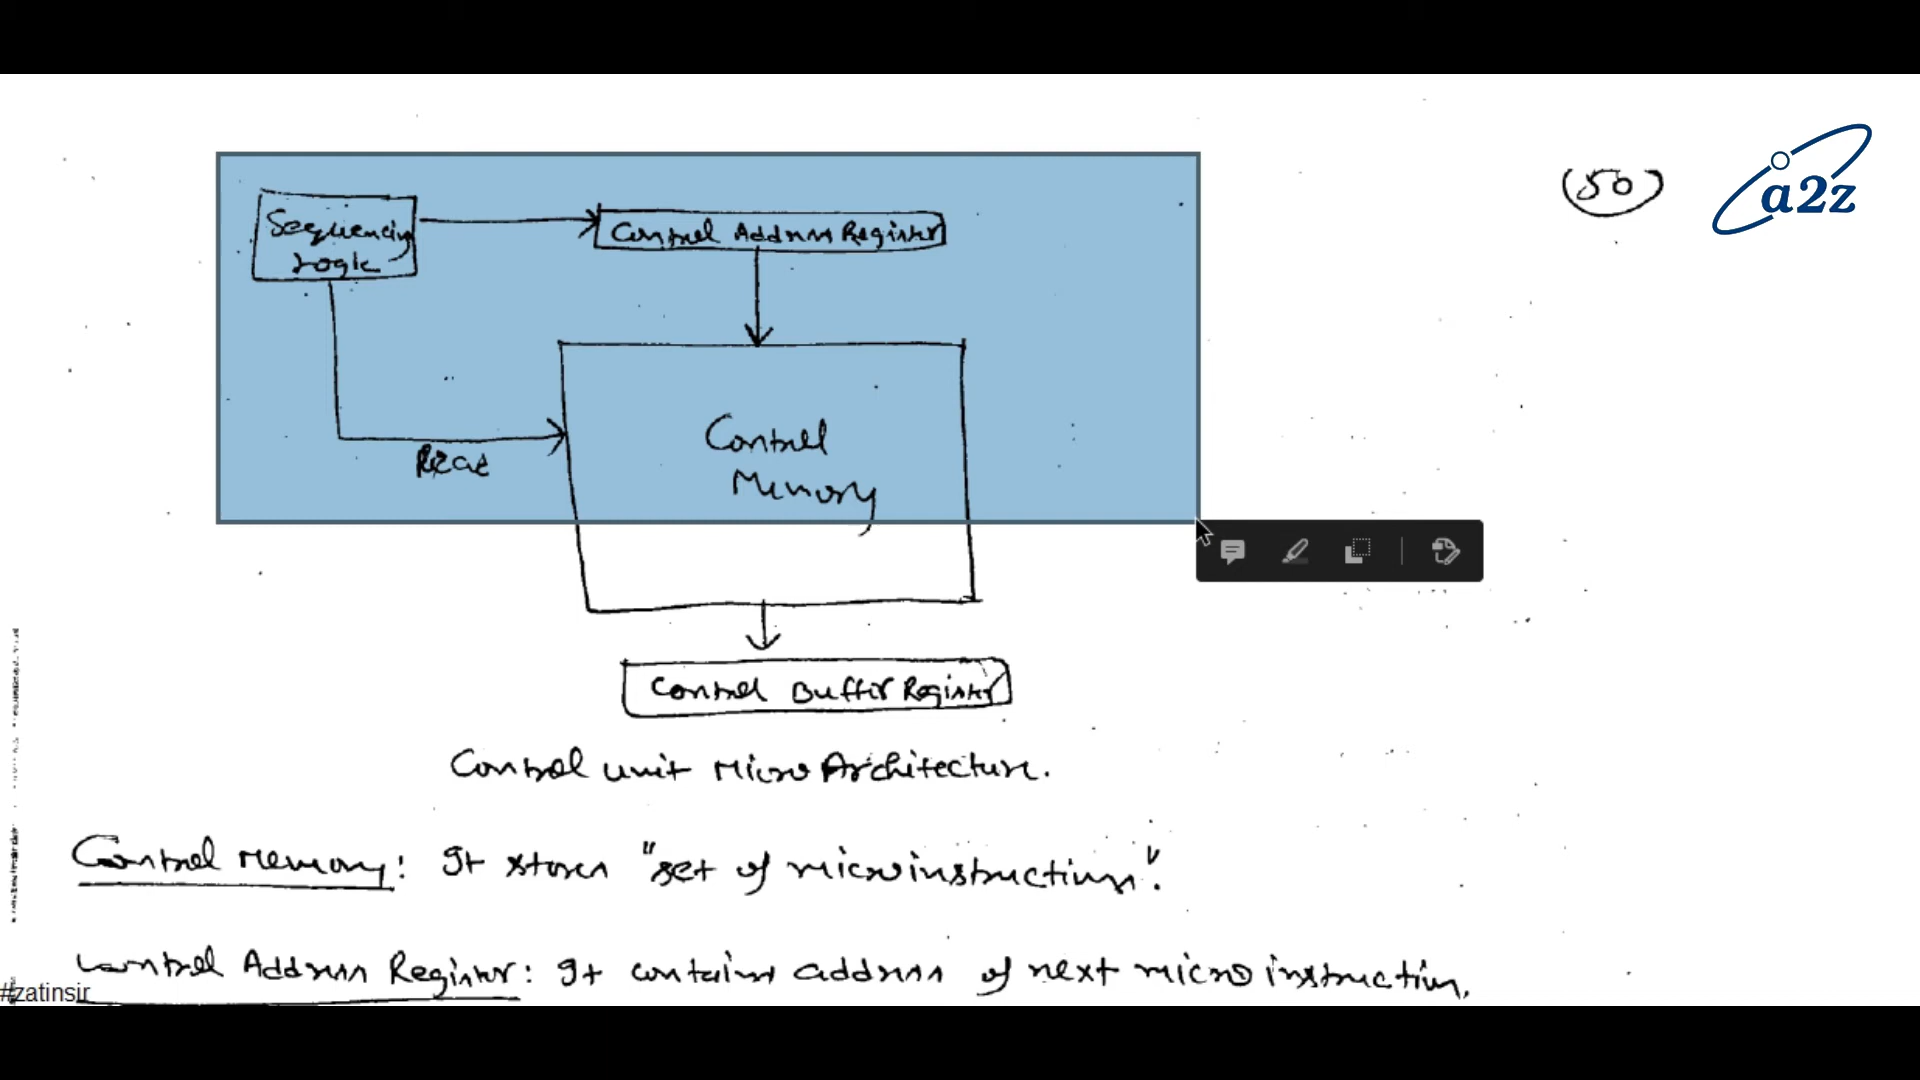 50
a2z
Sequencing
Logic
Control Address Register
Read
Control
Memory
Control Buffer Register
Control unit Micro Architecture.
Control Memory: It stores "set of microinstructions".
Control Address Register: It contains address of next micro instruction.
#zatinsir